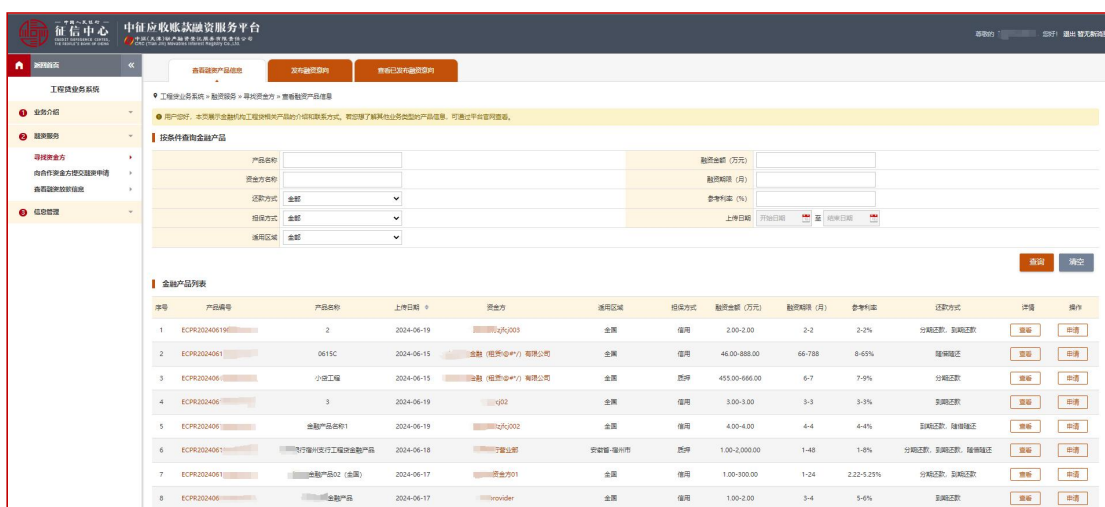 中国人民银行
征信中心
CREDIT REFERENCE CENTER,
THE PEOPLE'S BANK OF CHINA
中征应收账款融资服务平台
尊敬的 您好! 退出 暂无新消息
返回首页 «
查看融资产品信息 发布融资意向 查看已发布融资意向
工程贷业务系统
工程贷业务系统 » 融资服务 » 寻找资金方 » 查看融资产品信息
1 业务介绍
用户您好,本页展示金融机构工程贷相关产品的介绍和联系方式。若您想了解其他业务类型的产品信息,可通过平台官网查看。
2 融资服务
按条件查询金融产品
寻找资金方
向合作资金方提交融资申请
查看融资放款信息
3 信息管理
产品名称 融资金额(万元)
资金方名称 融资期限(月)
还款方式 全部 参考利率(%)
担保方式 全部 上传日期 开始日期 至 结束日期
适用区域 全部
查询 清空
金融产品列表
序号 产品编号 产品名称 上传日期 资金方 适用区域 担保方式 融资金额(万元) 融资期限(月) 参考利率 还款方式 详情 操作
1 ECPR20240619 2 2024-06-19 zjfcj003 全国 信用 2.00-2.00 2-2 2-2% 分期还款, 到期还款 查看 申请
2 ECPR2024061 0615C 2024-06-15 金融(租赁\@#*/)有限公司 全国 信用 46.00-888.00 66-788 8-65% 随借随还 查看 申请
3 ECPR202406 小贷工程 2024-06-15 金融(租赁\@#*/)有限公司 全国 质押 455.00-666.00 6-7 7-9% 分期还款 查看 申请
4 ECPR202406 3 2024-06-19 cj02 全国 信用 3.00-3.00 3-3 3-3% 到期还款 查看 申请
5 ECPR202406 金融产品名称1 2024-06-19 zjfcj002 全国 信用 4.00-4.00 4-4 4-4% 到期还款, 随借随还 查看 申请
6 ECPR202406 行宿州支行工程贷金融产品 2024-06-18 营业部 安徽省-宿州市 质押 1.00-2,000.00 1-48 1-8% 分期还款, 到期还款, 随借随还 查看 申请
7 ECPR2024061 金融产品02(全国) 2024-06-17 资金方01 全国 信用 1.00-300.00 1-24 2.22-5.25% 分期还款, 到期还款 查看 申请
8 ECPR202406 金融产品 2024-06-17 rovider 全国 信用 1.00-2.00 3-4 5-6% 到期还款 查看 申请